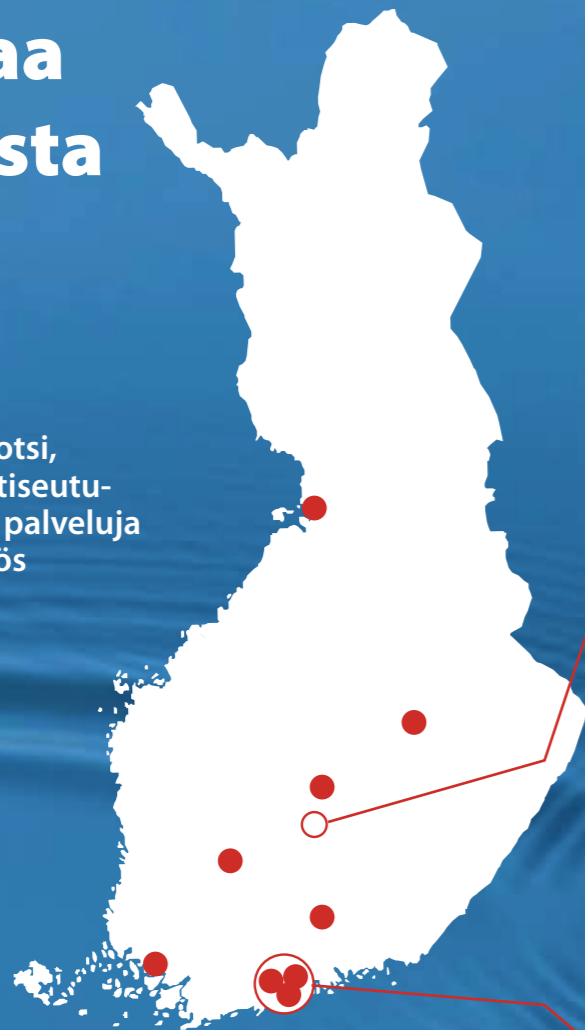 aa
sta
otsi,
tiseutu-
palveluja
ös